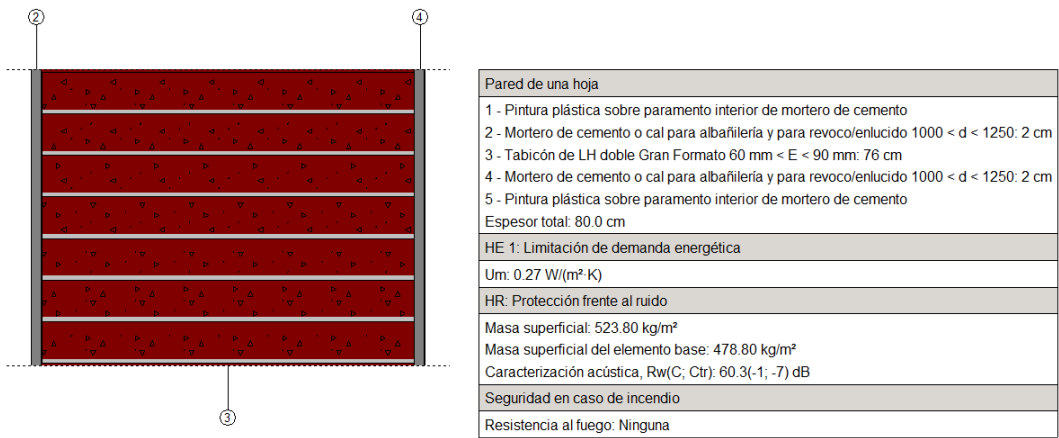 2
4
3
Pared de una hoja
1 - Pintura plástica sobre paramento interior de mortero de cemento
2 - Mortero de cemento o cal para albañilería y para revoco/enlucido 1000 < d < 1250: 2 cm
3 - Tabicón de LH doble Gran Formato 60 mm < E < 90 mm: 76 cm
4 - Mortero de cemento o cal para albañilería y para revoco/enlucido 1000 < d < 1250: 2 cm
5 - Pintura plástica sobre paramento interior de mortero de cemento
Espesor total: 80.0 cm
HE 1: Limitación de demanda energética
Um: 0.27 W/(m²·K)
HR: Protección frente al ruido
Masa superficial: 523.80 kg/m²
Masa superficial del elemento base: 478.80 kg/m²
Caracterización acústica, Rw(C; Ctr): 60.3(-1; -7) dB
Seguridad en caso de incendio
Resistencia al fuego: Ninguna